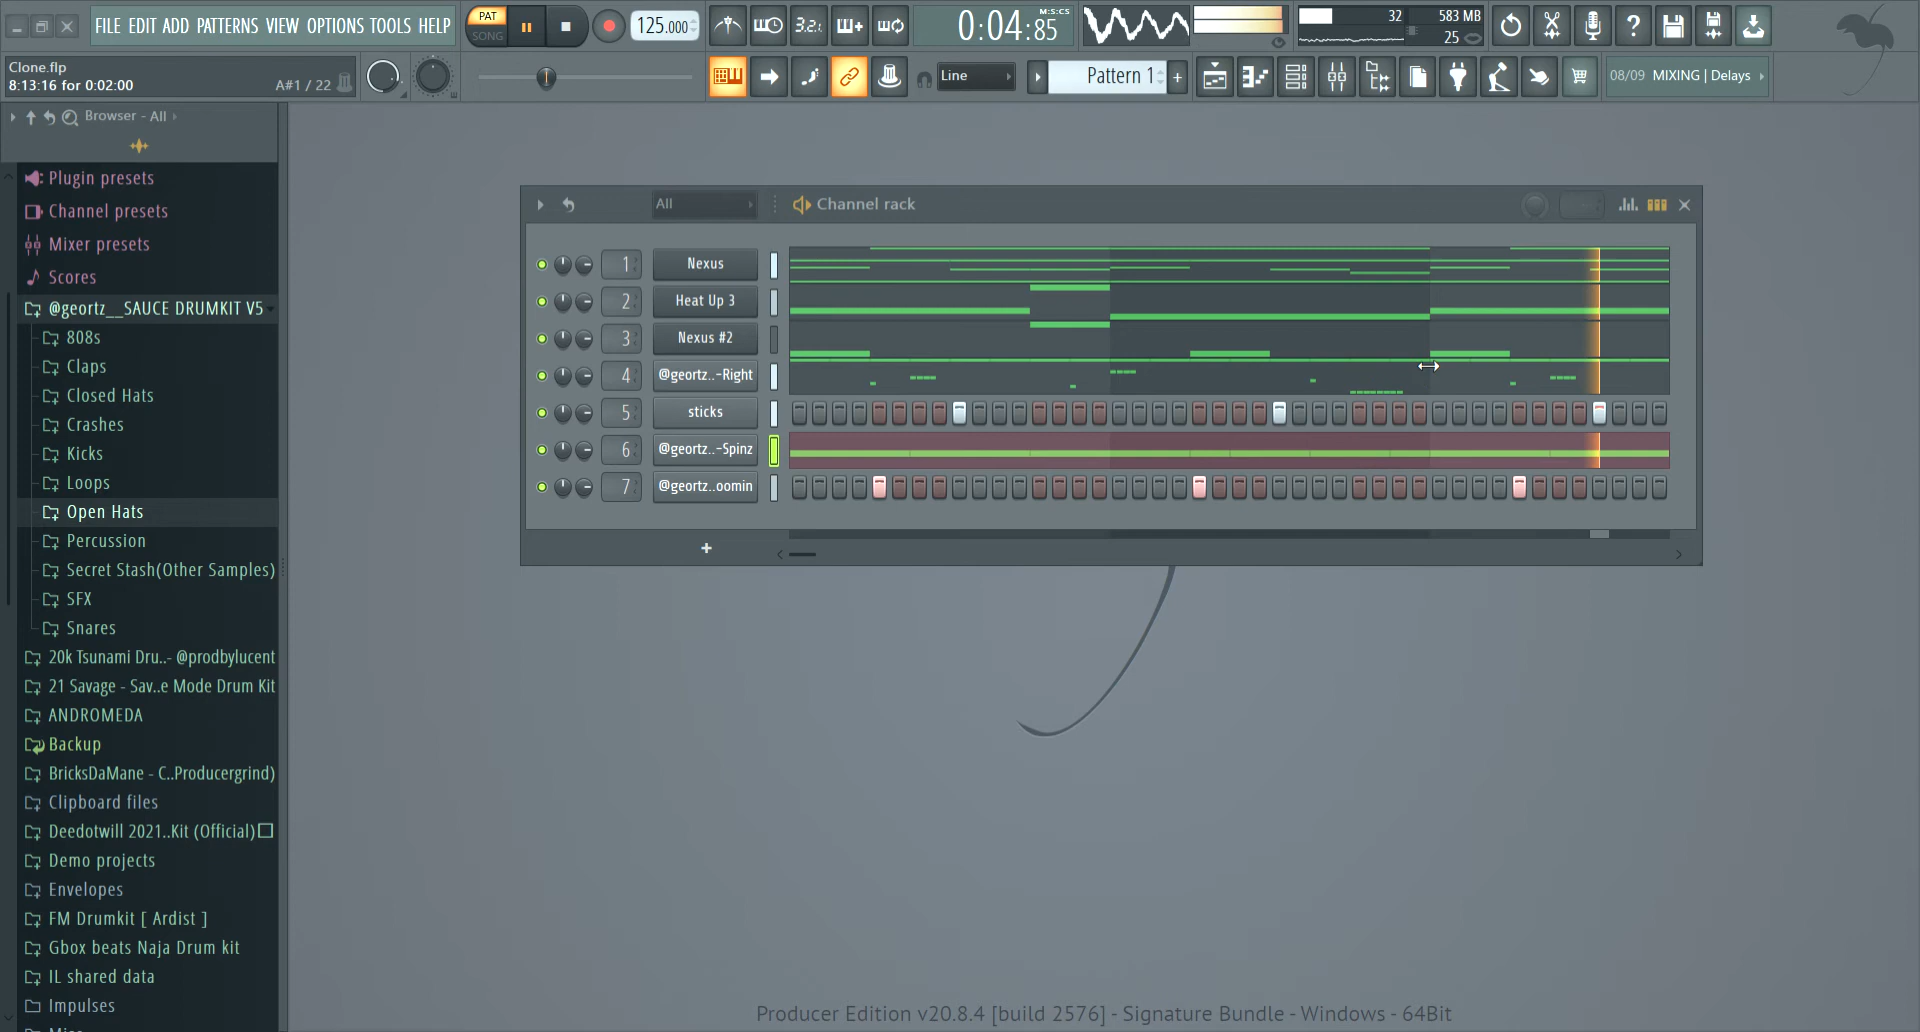 FILE EDIT ADD PATTERNS VIEW OPTIONS TOOLS HELP
PAT
SONG
125.000
3.2.
M:S:CS
0:04:85
32
583 MB
25
Clone.flp
8:13:16 for 0:02:00
A#1 / 22
Line
Pattern 1
+
08/09 MIXING | Delays
Browser - All
Plugin presets
Channel presets
Mixer presets
Scores
@geortz__SAUCE DRUMKIT V5
808s
Claps
Closed Hats
Crashes
Kicks
Loops
Open Hats
Percussion
Secret Stash(Other Samples)
SFX
Snares
20k Tsunami Dru..- @prodbylucent
21 Savage - Sav..e Mode Drum Kit
ANDROMEDA
Backup
BricksDaMane - C..Producergrind)
Clipboard files
Deedotwill 2021..Kit (Official)
Demo projects
Envelopes
FM Drumkit [ Ardist ]
Gbox beats Naja Drum kit
IL shared data
Impulses
All
Channel rack
1 Nexus
2 Heat Up 3
3 Nexus #2
4 @geortz..-Right
5 sticks
6 @geortz..-Spinz
7 @geortz..oomin
+
Producer Edition v20.8.4 [build 2576] - Signature Bundle - Windows - 64Bit